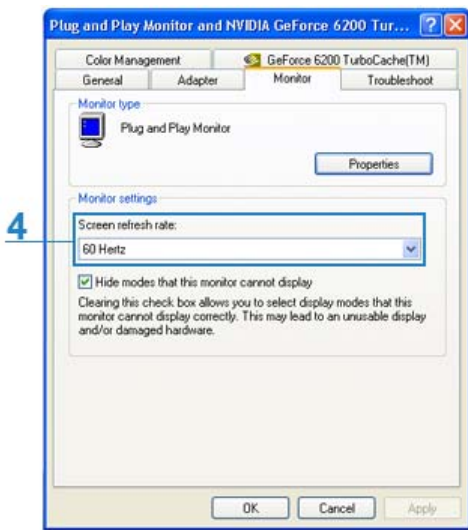 Plug and Play Monitor and NVIDIA GeForce 6200 Tur...
Color Management GeForce 6200 TurboCache(TM)
General Adapter Monitor Troubleshoot
Monitor type
Plug and Play Monitor
Properties
Monitor settings
4
Screen refresh rate:
60 Hertz
Hide modes that this monitor cannot display
Clearing this check box allows you to select display modes that this
monitor cannot display correctly. This may lead to an unusable display
and/or damaged hardware.
OK Cancel Apply